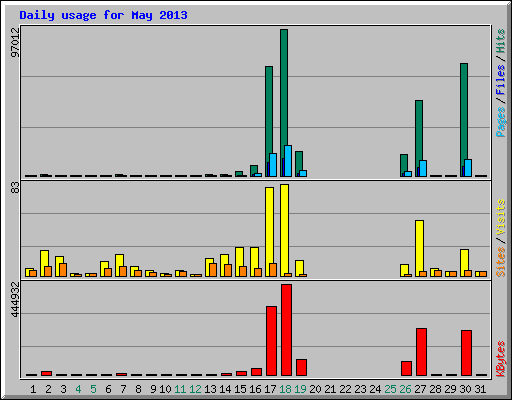 Daily usage for May 2013
97012
Pages / Files / Hits
83
Sites / Visits
444932
KBytes
1 2 3 4 5 6 7 8 9 10 11 12 13 14 15 16 17 18 19 20 21 22 23 24 25 26 27 28 29 30 31